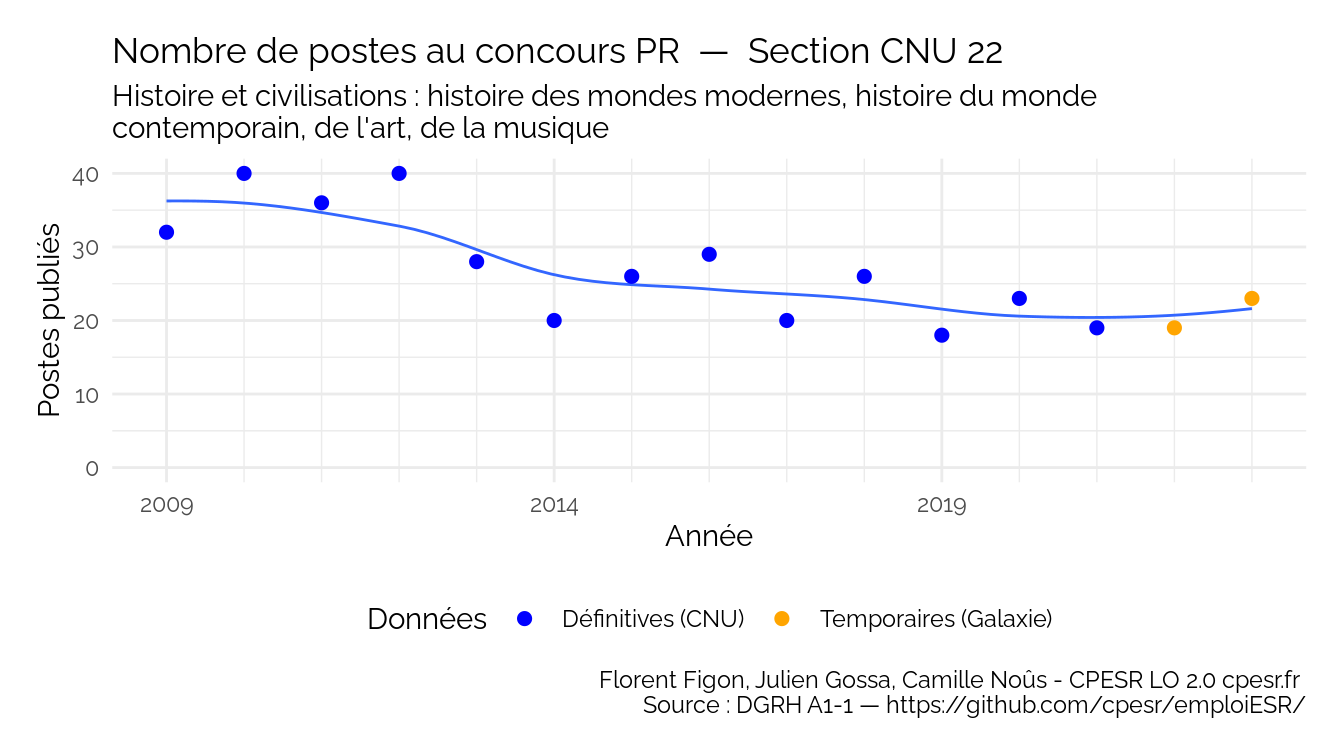 Nombre de postes au concours PR — Section CNU 22
Histoire et civilisations : histoire des mondes modernes, histoire du monde
contemporain, de l'art, de la musique
Postes publiés
40
30
20
10
0
2009 2014 2019
Année
Données Définitives (CNU) Temporaires (Galaxie)
Florent Figon, Julien Gossa, Camille Noûs - CPESR LO 2.0 cpesr.fr
Source : DGRH A1-1 — https://github.com/cpesr/emploiESR/